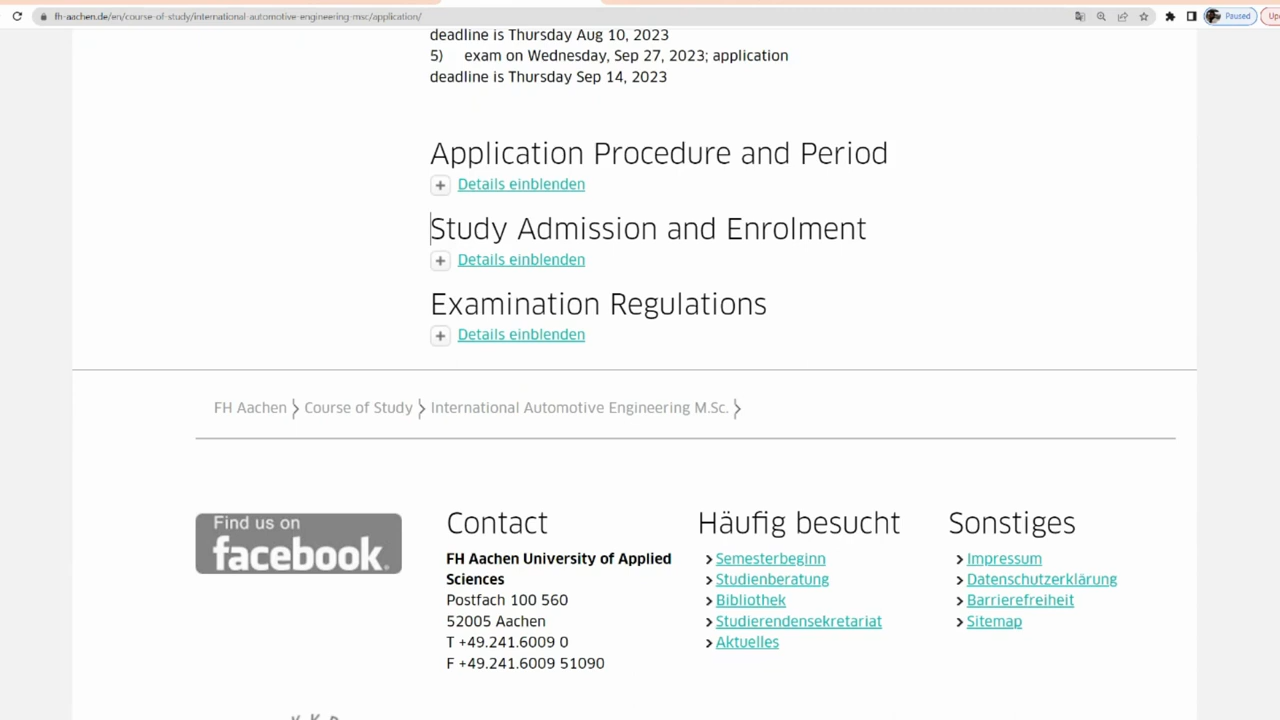 fh-aachen.de/en/course-of-study/international-automotive-engineering-msc/application/
Paused
deadline is Thursday Aug 10, 2023
5) exam on Wednesday, Sep 27, 2023; application
deadline is Thursday Sep 14, 2023
Application Procedure and Period
Details einblenden
Study Admission and Enrolment
Details einblenden
Examination Regulations
Details einblenden
FH Aachen
Course of Study
International Automotive Engineering M.Sc.
Find us on
facebook.
Contact
FH Aachen University of Applied
Sciences
Postfach 100 560
52005 Aachen
T +49.241.6009 0
F +49.241.6009 51090
Häufig besucht
Semesterbeginn
Studienberatung
Bibliothek
Studierendensekretariat
Aktuelles
Sonstiges
Impressum
Datenschutzerklärung
Barrierefreiheit
Sitemap